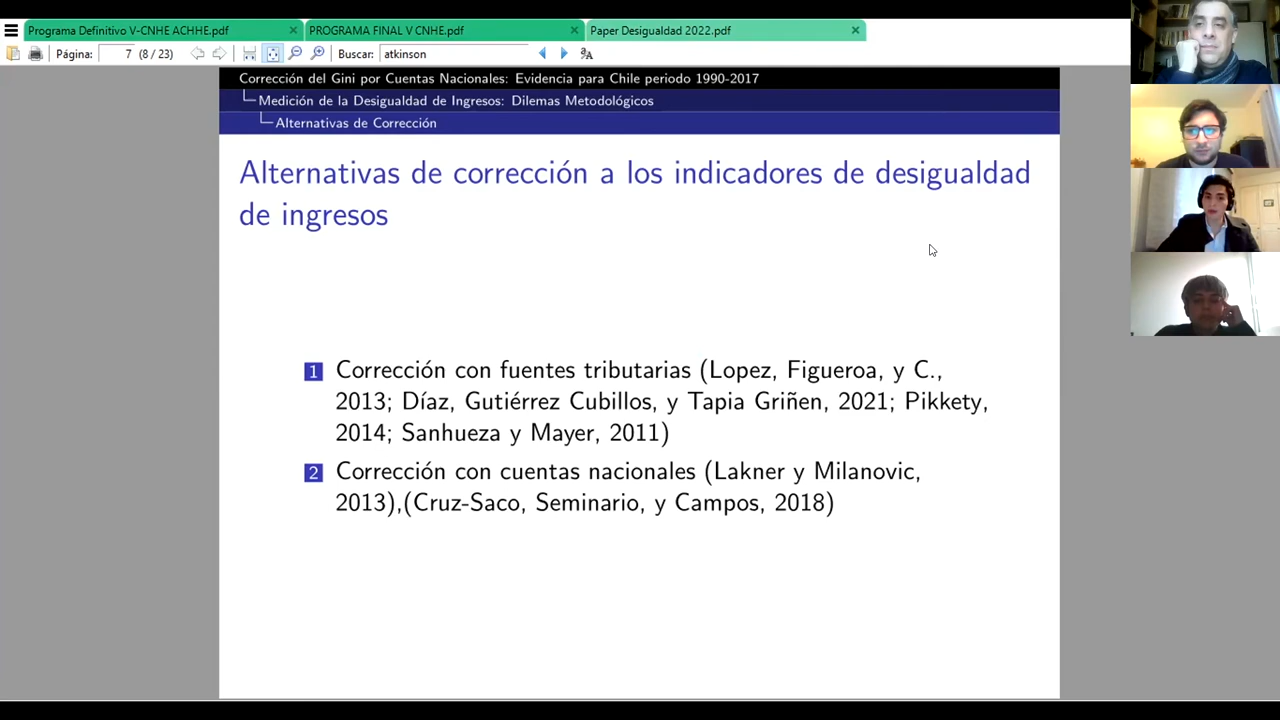 Programa Definitivo V-CNHE ACHHE.pdf
PROGRAMA FINAL V CNHE.pdf
Paper Desigualdad 2022.pdf
Página: 7 (8 / 23) Buscar: atkinson
Corrección del Gini por Cuentas Nacionales: Evidencia para Chile periodo 1990-2017
Medición de la Desigualdad de Ingresos: Dilemas Metodológicos
Alternativas de Corrección
Alternativas de corrección a los indicadores de desigualdad
de ingresos
1 Corrección con fuentes tributarias (Lopez, Figueroa, y C.,
2013; Díaz, Gutiérrez Cubillos, y Tapia Griñen, 2021; Pikkety,
2014; Sanhueza y Mayer, 2011)
2 Corrección con cuentas nacionales (Lakner y Milanovic,
2013),(Cruz-Saco, Seminario, y Campos, 2018)